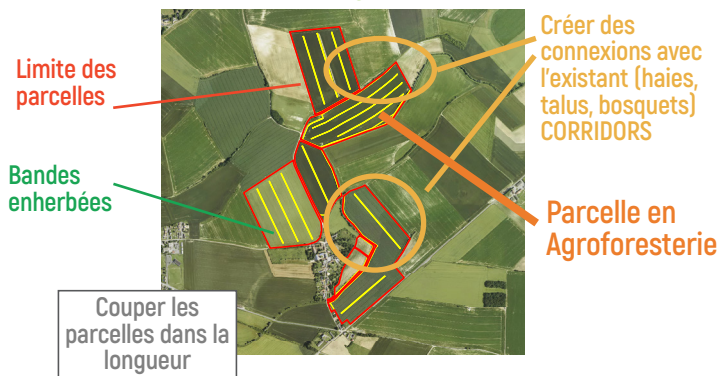 Limite des
parcelles
Bandes
enherbées
Couper les
parcelles dans la
longueur
Créer des
connexions avec
l'existant (haies,
talus, bosquets)
CORRIDORS
Parcelle en
Agroforesterie